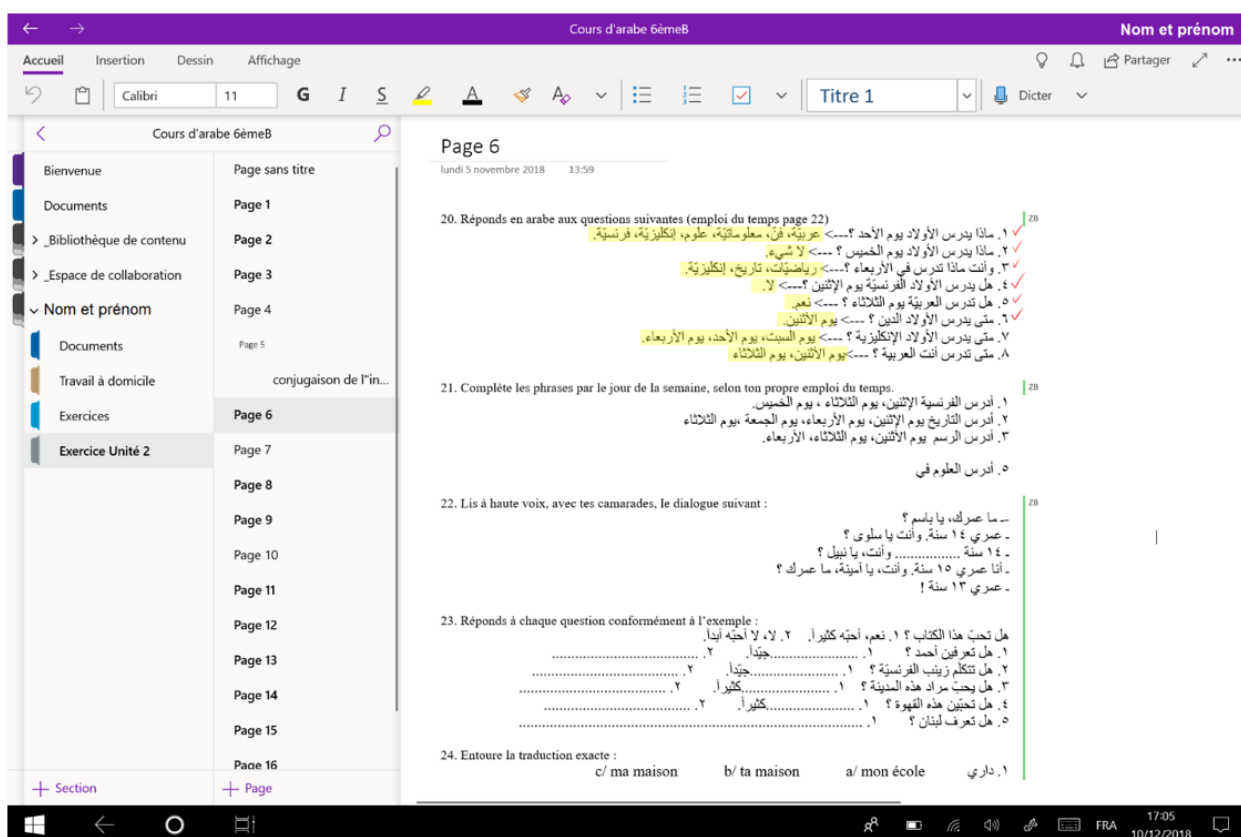 Cours d'arabe 6èmeB
Nom et prénom
Accueil Insertion Dessin Affichage
Partager
Calibri 11 G I S A Titre 1 Dicter
Cours d'arabe 6èmeB
Bienvenue
Documents
_Bibliothèque de contenu
_Espace de collaboration
Nom et prénom
Documents
Travail à domicile
Exercices
Exercice Unité 2
+ Section
Page sans titre
Page 1
Page 2
Page 3
Page 4
Page 5
conjugaison de l"in...
Page 6
Page 7
Page 8
Page 9
Page 10
Page 11
Page 12
Page 13
Page 14
Page 15
Page 16
+ Page
Page 6
lundi 5 novembre 2018 13:59
20. Réponds en arabe aux questions suivantes (emploi du temps page 22)
ZB
١. ماذا يدرس الأولاد يوم الأحد ؟---> عربيّة، فنّ، معلوماتيّة، علوم، إنكليزيّة، فرنسيّة.
٢. ماذا يدرس الأولاد يوم الخميس ؟ ---> لا شيء.
٣. وأنت ماذا تدرس في الأربعاء ؟---> رياضيّات، تاريخ، إنكليزيّة.
٤. هل يدرس الأولاد الفرنسيّة يوم الإثنين ؟---> لا.
٥. هل تدرس العربيّة يوم الثلاثاء ؟ ---> نعم.
٦. متى يدرس الأولاد الدين ؟ ---> يوم الأثنين.
٧. متى يدرس الأولاد الإنكليزية ؟ ---> يوم السبت، يوم الأحد، يوم الأربعاء.
٨. متى تدرس أنت العربية ؟ --->يوم الأثنين، يوم الثلاثاء
21. Complète les phrases par le jour de la semaine, selon ton propre emploi du temps.
ZB
١. أدرس الفرنسية الإثنين، يوم الثلاثاء ، يوم الخميس.
٢. أدرس التاريخ يوم الإثنين، يوم الأربعاء، يوم الجمعة ،يوم الثلاثاء
٣. أدرس الرسم يوم الأثنين، يوم الثلاثاء، الأربعاء.
٥. أدرس العلوم في
22. Lis à haute voix, avec tes camarades, le dialogue suivant :
ZB
-- ما عمرك، يا باسم ؟
- عمري ١٤ سنة. وأنت يا سلوى ؟
- ١٤ سنة ................. وأنت، يا نبيل ؟
- أنا عمري ١٥ سنة. وأنت، يا أمينة، ما عمرك ؟
- عمري ١٣ سنة !
23. Réponds à chaque question conformément à l'exemple :
هل تحبّ هذا الكتاب ؟ ١. نعم، أحبّه كثيراً. ٢. لا، لا أحبّه أبداً.
١. هل تعرفين أحمد ؟ ١. .......................جيّداً. ٢. ......................................
٢. هل تتكلّم زينب الفرنسيّة ؟ ١. .......................جيّداً. ٢. ......................................
٣. هل يحبّ مراد هذه المدينة ؟ ١. .......................كثيراً. ٢. ......................................
٤. هل تحبّين هذه القهوة ؟ ١. .......................كثيراً. ٢. ......................................
٥. هل تعرف لبنان ؟ ١. ..........................................................................................
24. Entoure la traduction exacte :
١. داري a/ mon école b/ ta maison c/ ma maison
FRA
17:05
10/12/2018